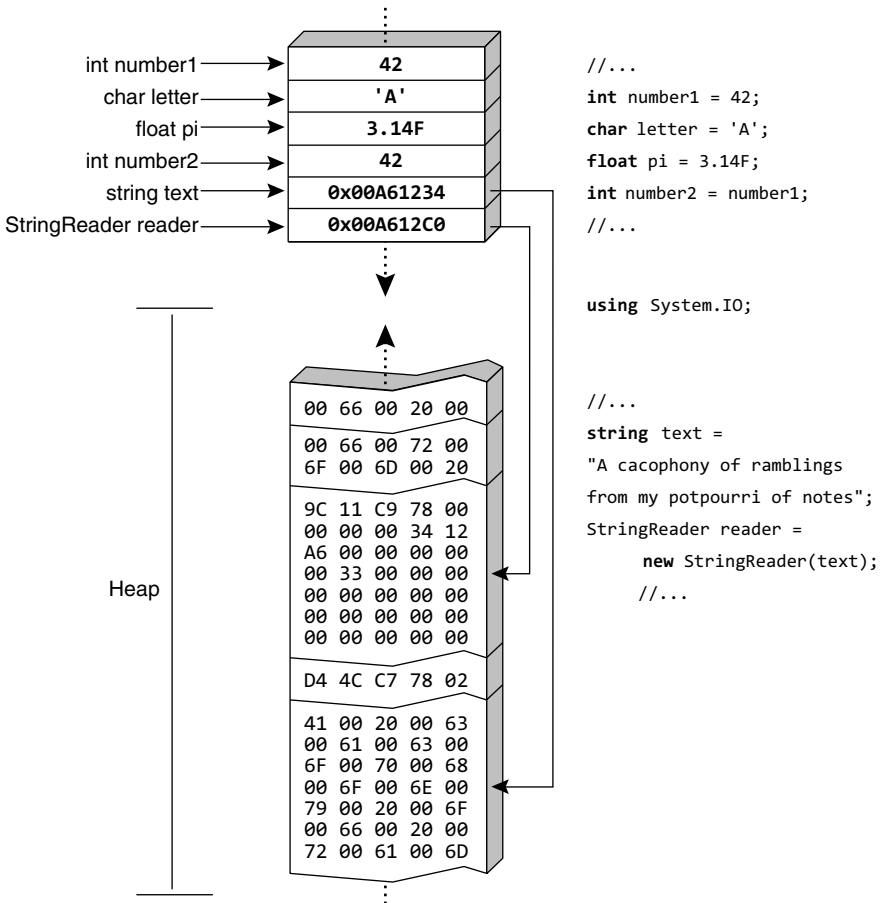 int number1
char letter
float pi
int number2
string text
StringReader reader
42
'A'
3.14F
42
0x00A61234
0x00A612C0
//...
int number1 = 42;
char letter = 'A';
float pi = 3.14F;
int number2 = number1;
//...
using System.IO;
//...
string text =
"A cacophony of ramblings
from my potpourri of notes";
StringReader reader =
new StringReader(text);
//...
Heap
00 66 00 20 00
00 66 00 72 00
6F 00 6D 00 20
9C 11 C9 78 00
00 00 00 34 12
A6 00 00 00 00
00 33 00 00 00
00 00 00 00 00
00 00 00 00 00
00 00 00 00 00
D4 4C C7 78 02
41 00 20 00 63
00 61 00 63 00
6F 00 70 00 68
00 6F 00 6E 00
79 00 20 00 6F
00 66 00 20 00
72 00 61 00 6D